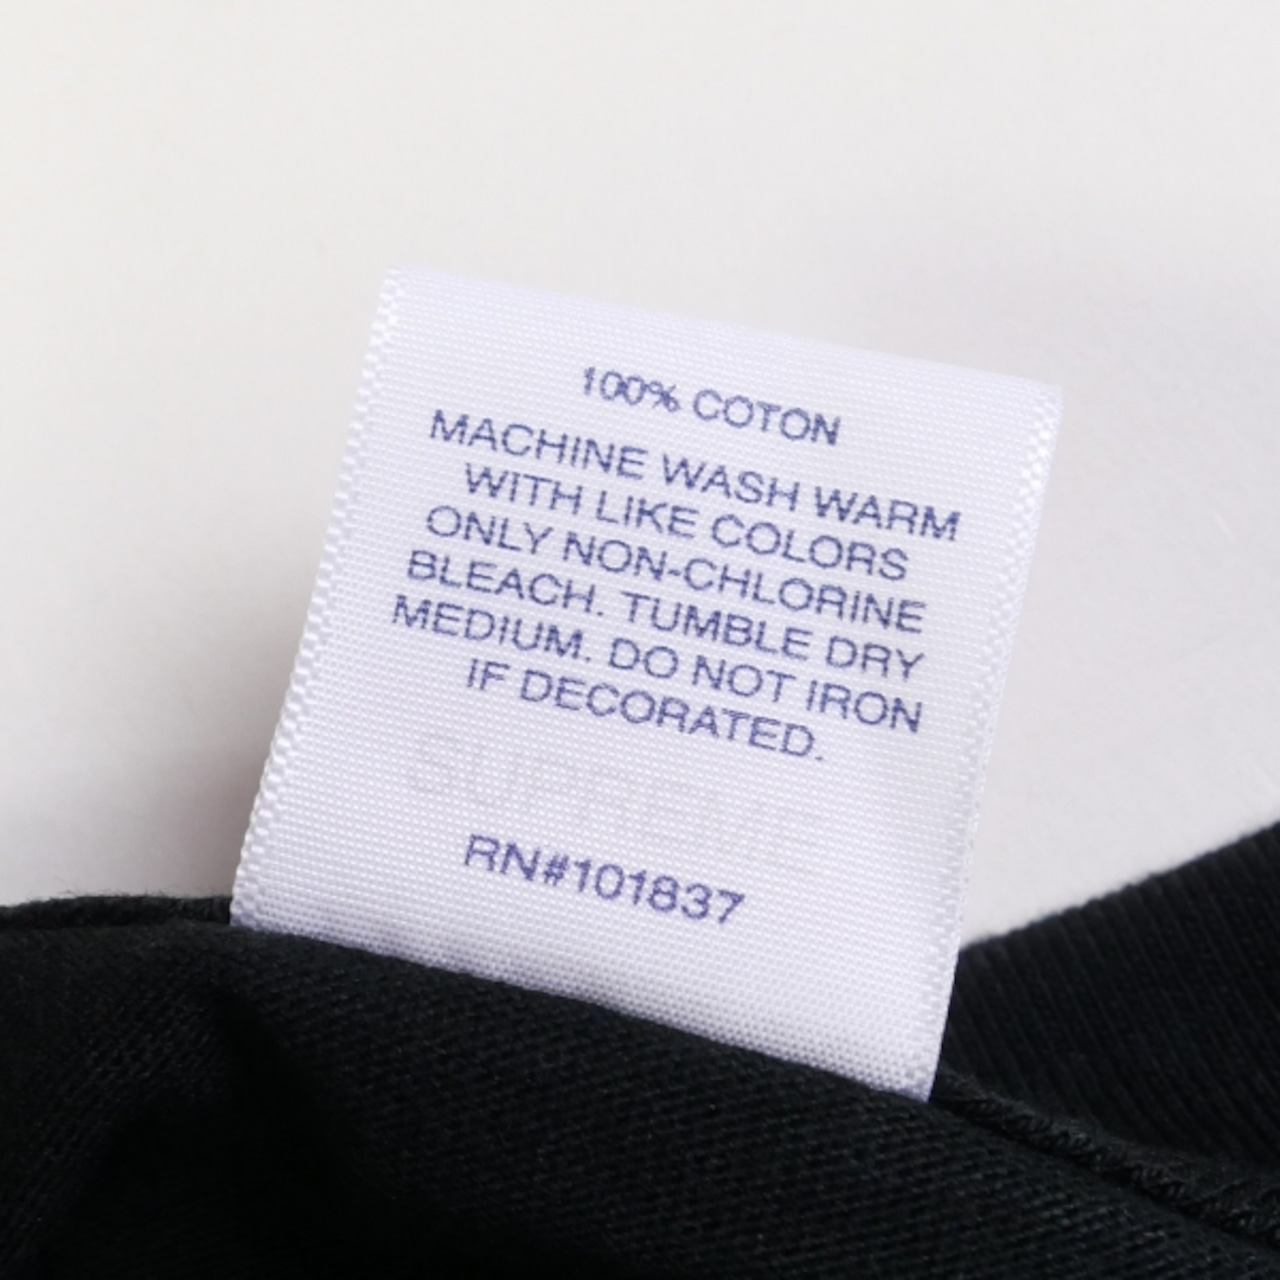 100% COTON
MACHINE WASH WARM
WITH LIKE COLORS
ONLY NON-CHLORINE
BLEACH. TUMBLE DRY
MEDIUM. DO NOT IRON
IF DECORATED.
SUPREME
RN#101837